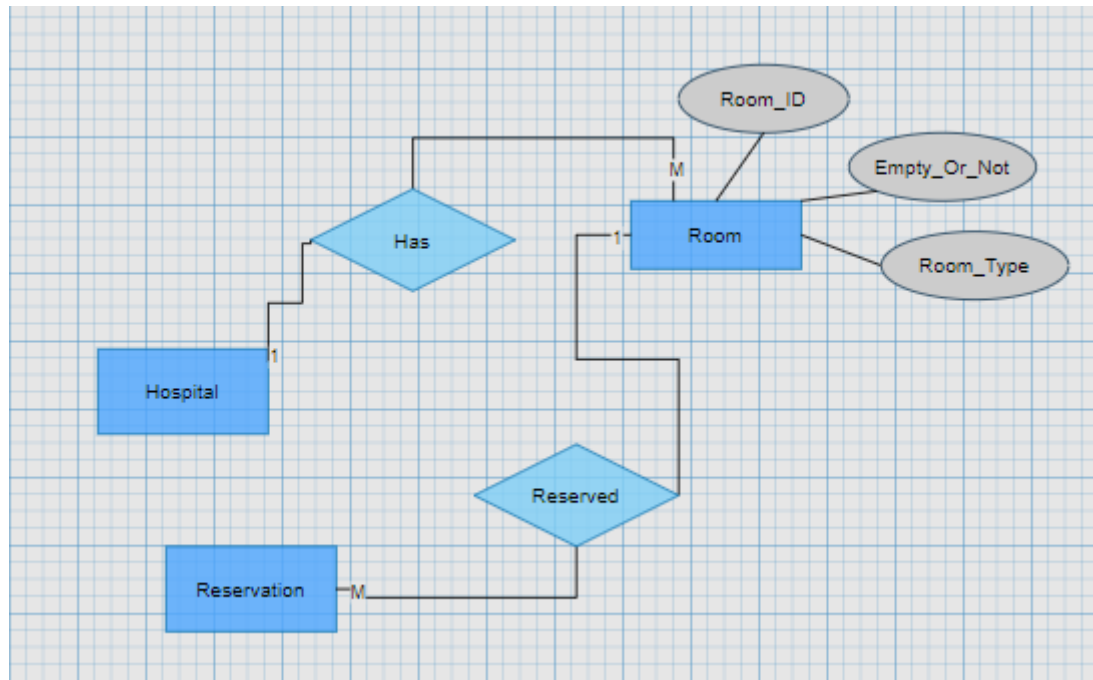 Room_ID
M
Empty_Or_Not
Has
1
Room
Room_Type
1
Hospital
Reserved
Reservation
M